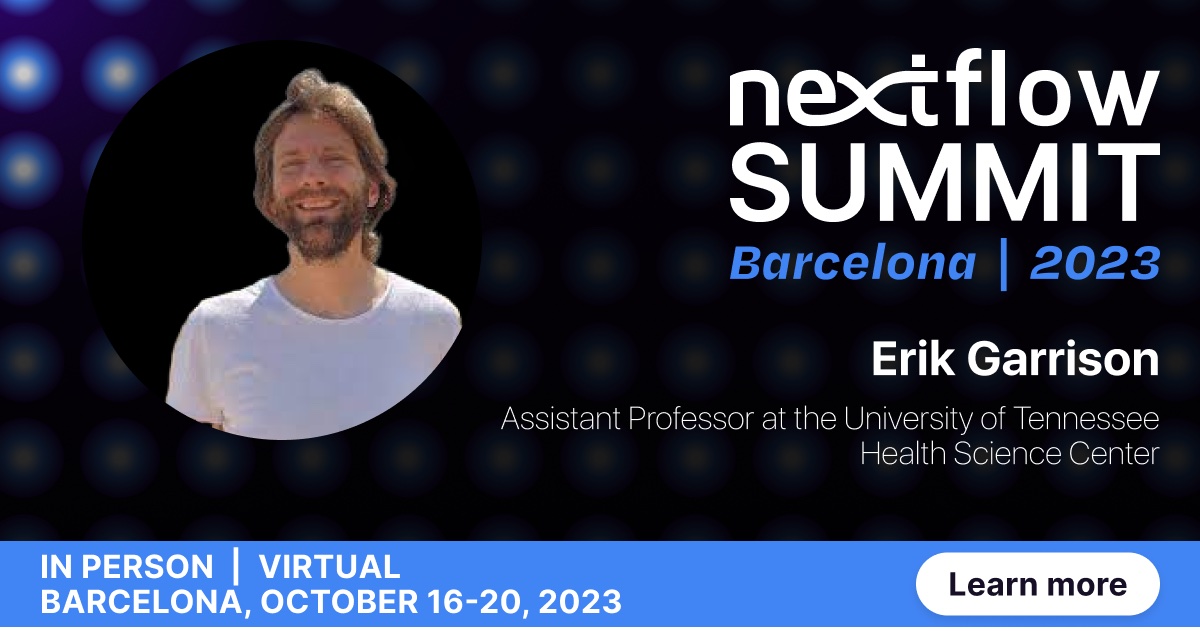 nextflow
SUMMIT
Barcelona | 2023
Erik Garrison
Assistant Professor at the University of Tennessee
Health Science Center
IN PERSON | VIRTUAL
BARCELONA, OCTOBER 16-20, 2023
Learn more